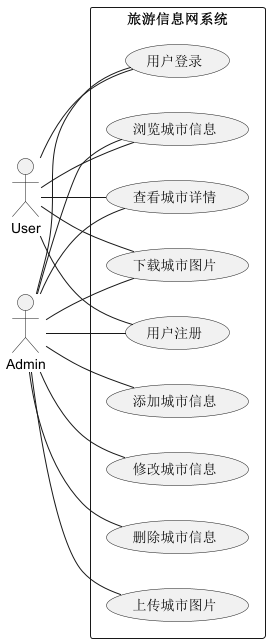 旅游信息网系统
用户登录
浏览城市信息
查看城市详情
User
下载城市图片
用户注册
Admin
添加城市信息
修改城市信息
删除城市信息
上传城市图片